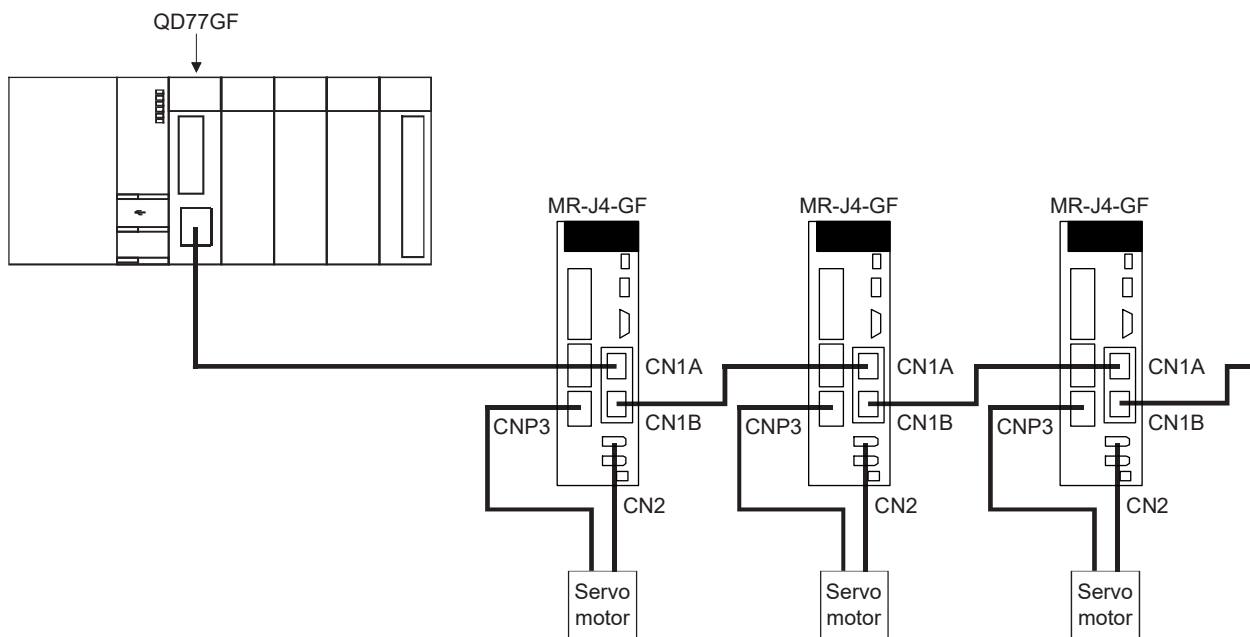 QD77GF
MR-J4-GF
MR-J4-GF
MR-J4-GF
CN1A
CN1A
CN1A
CNP3
CN1B
CNP3
CN1B
CNP3
CN1B
CN2
CN2
CN2
Servo
motor
Servo
motor
Servo
motor